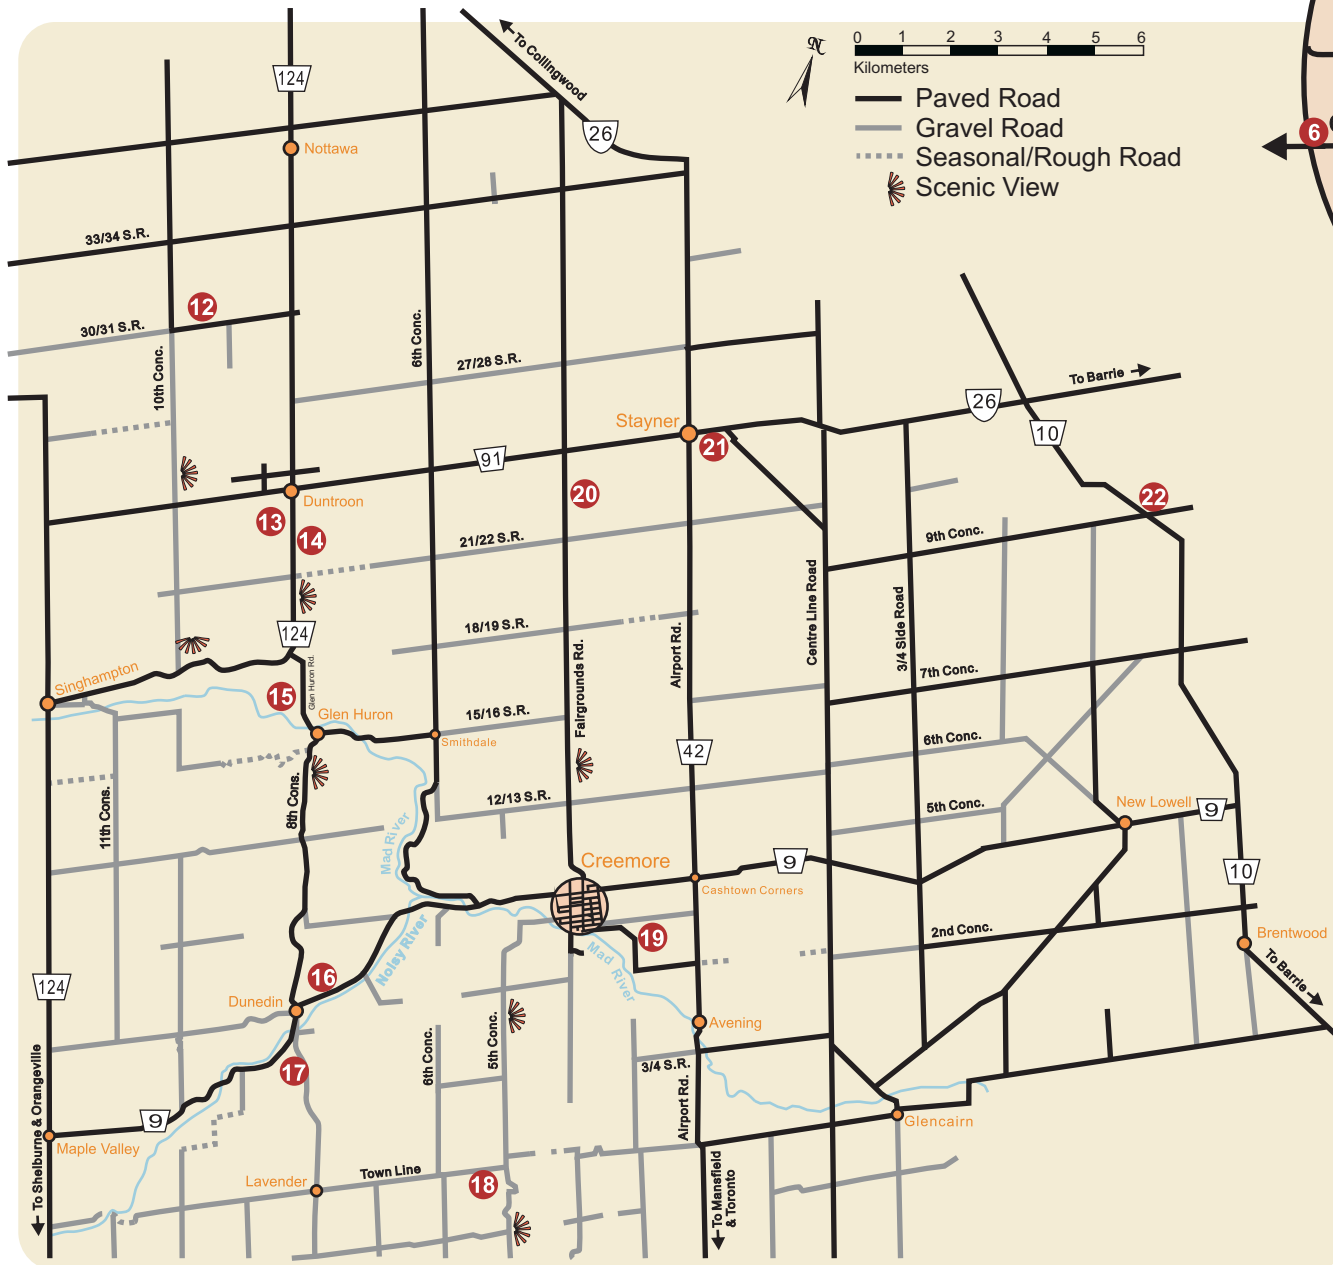 To Collingwood
N
0 1 2 3 4 5 6
Kilometers
Paved Road
Gravel Road
Seasonal/Rough Road
Scenic View
6
124
26
Nottawa
33/34 S.R.
12
30/31 S.R.
10th Conc.
6th Conc.
27/28 S.R.
To Barrie
26
10
Stayner
21
91
20
22
Duntroon
13
14
21/22 S.R.
9th Conc.
124
18/19 S.R.
Airport Rd.
Centre Line Road
3/4 Side Road
Fairgrounds Rd.
7th Conc.
Singhampton
15
Glen Huron Rd.
Glen Huron
15/16 S.R.
Smithdale
42
6th Conc.
11th Cons.
8th Cons.
12/13 S.R.
5th Conc.
New Lowell
9
Mad River
Creemore
9
Cashtown Corners
10
Noisy River
19
2nd Conc.
Brentwood
To Barrie
Mad River
124
16
Dunedin
Avening
6th Conc.
5th Conc.
17
3/4 S.R.
Airport Rd.
To Shelburne & Orangeville
9
Maple Valley
Glencairn
Lavender
Town Line
18
To Mansfield
& Toronto